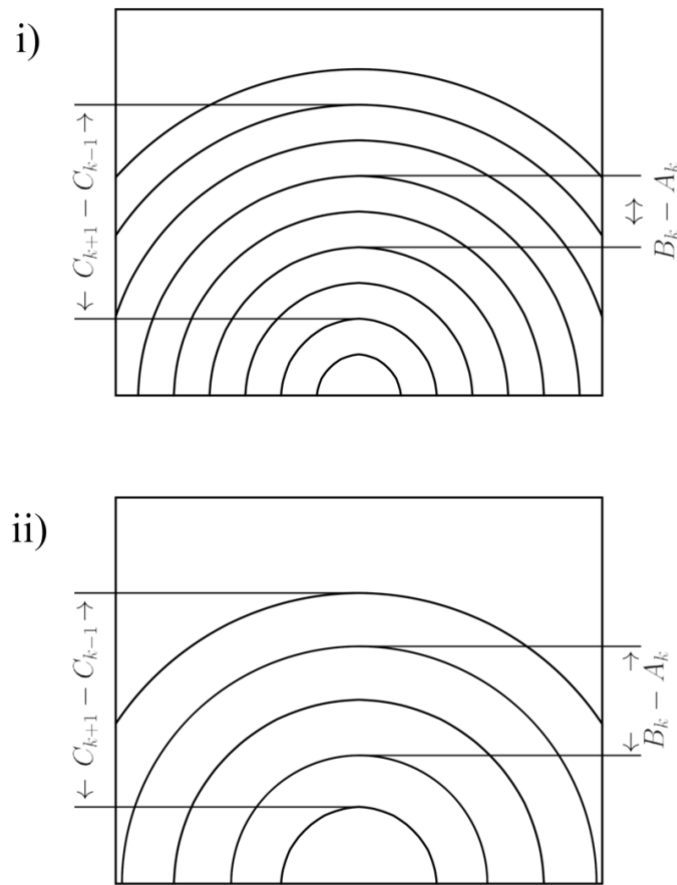 i)
← C_{k+1} − C_{k−1} →
↔
B_k − A_k
ii)
← C_{k+1} − C_{k−1} →
← B_k − A_k →